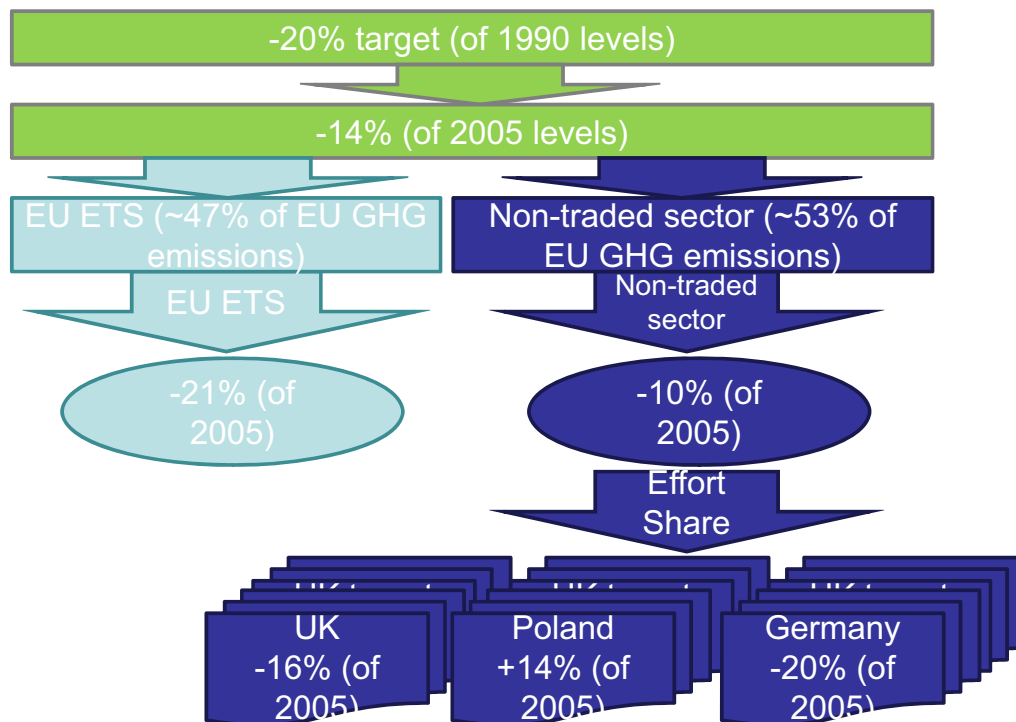 -20% target (of 1990 levels)
-14% (of 2005 levels)
EU ETS (~47% of EU GHG
emissions)
Non-traded sector (~53% of
EU GHG emissions)
EU ETS
Non-traded
sector
-21% (of
2005)
-10% (of
2005)
Effort
Share
UK
-16% (of
2005)
Poland
+14% (of
2005)
Germany
-20% (of
2005)